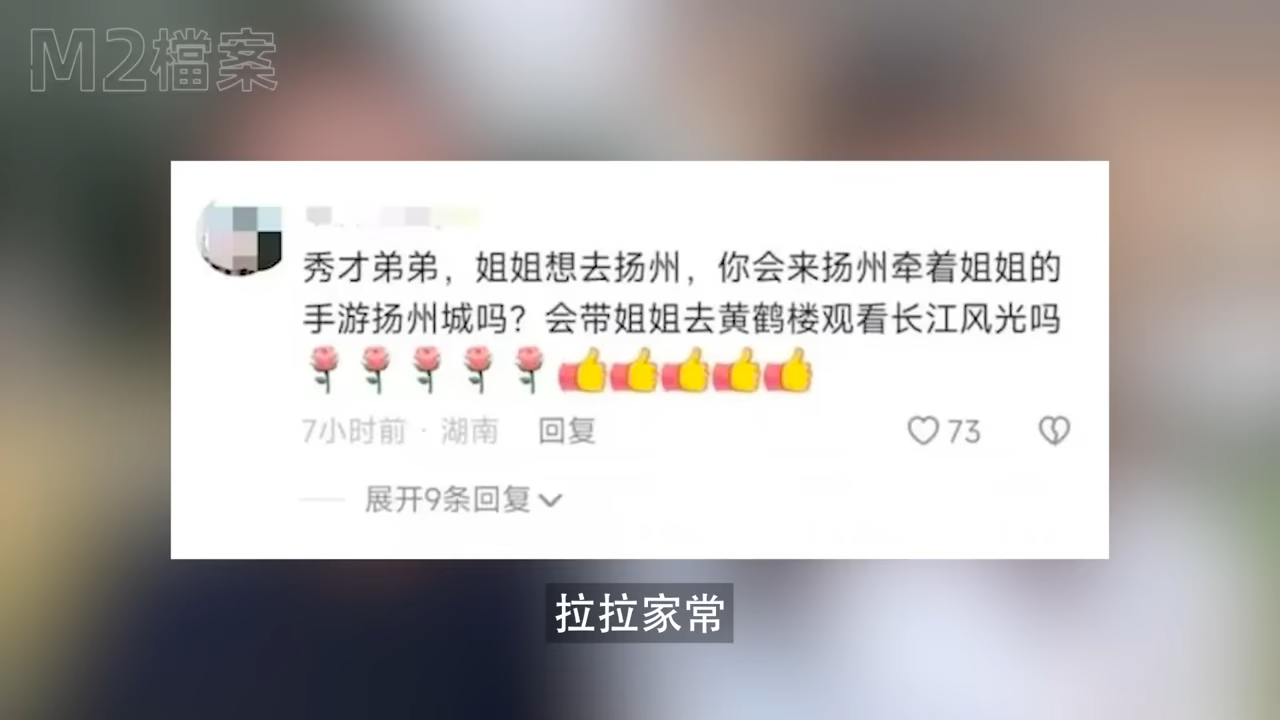 M2檔案
秀才弟弟，姐姐想去扬州，你会来扬州牵着姐姐的
手游扬州城吗？会带姐姐去黄鹤楼观看长江风光吗
🌹🌹🌹🌹🌹👍👍👍👍👍
7小时前 · 湖南 回复 73
展开9条回复
拉拉家常